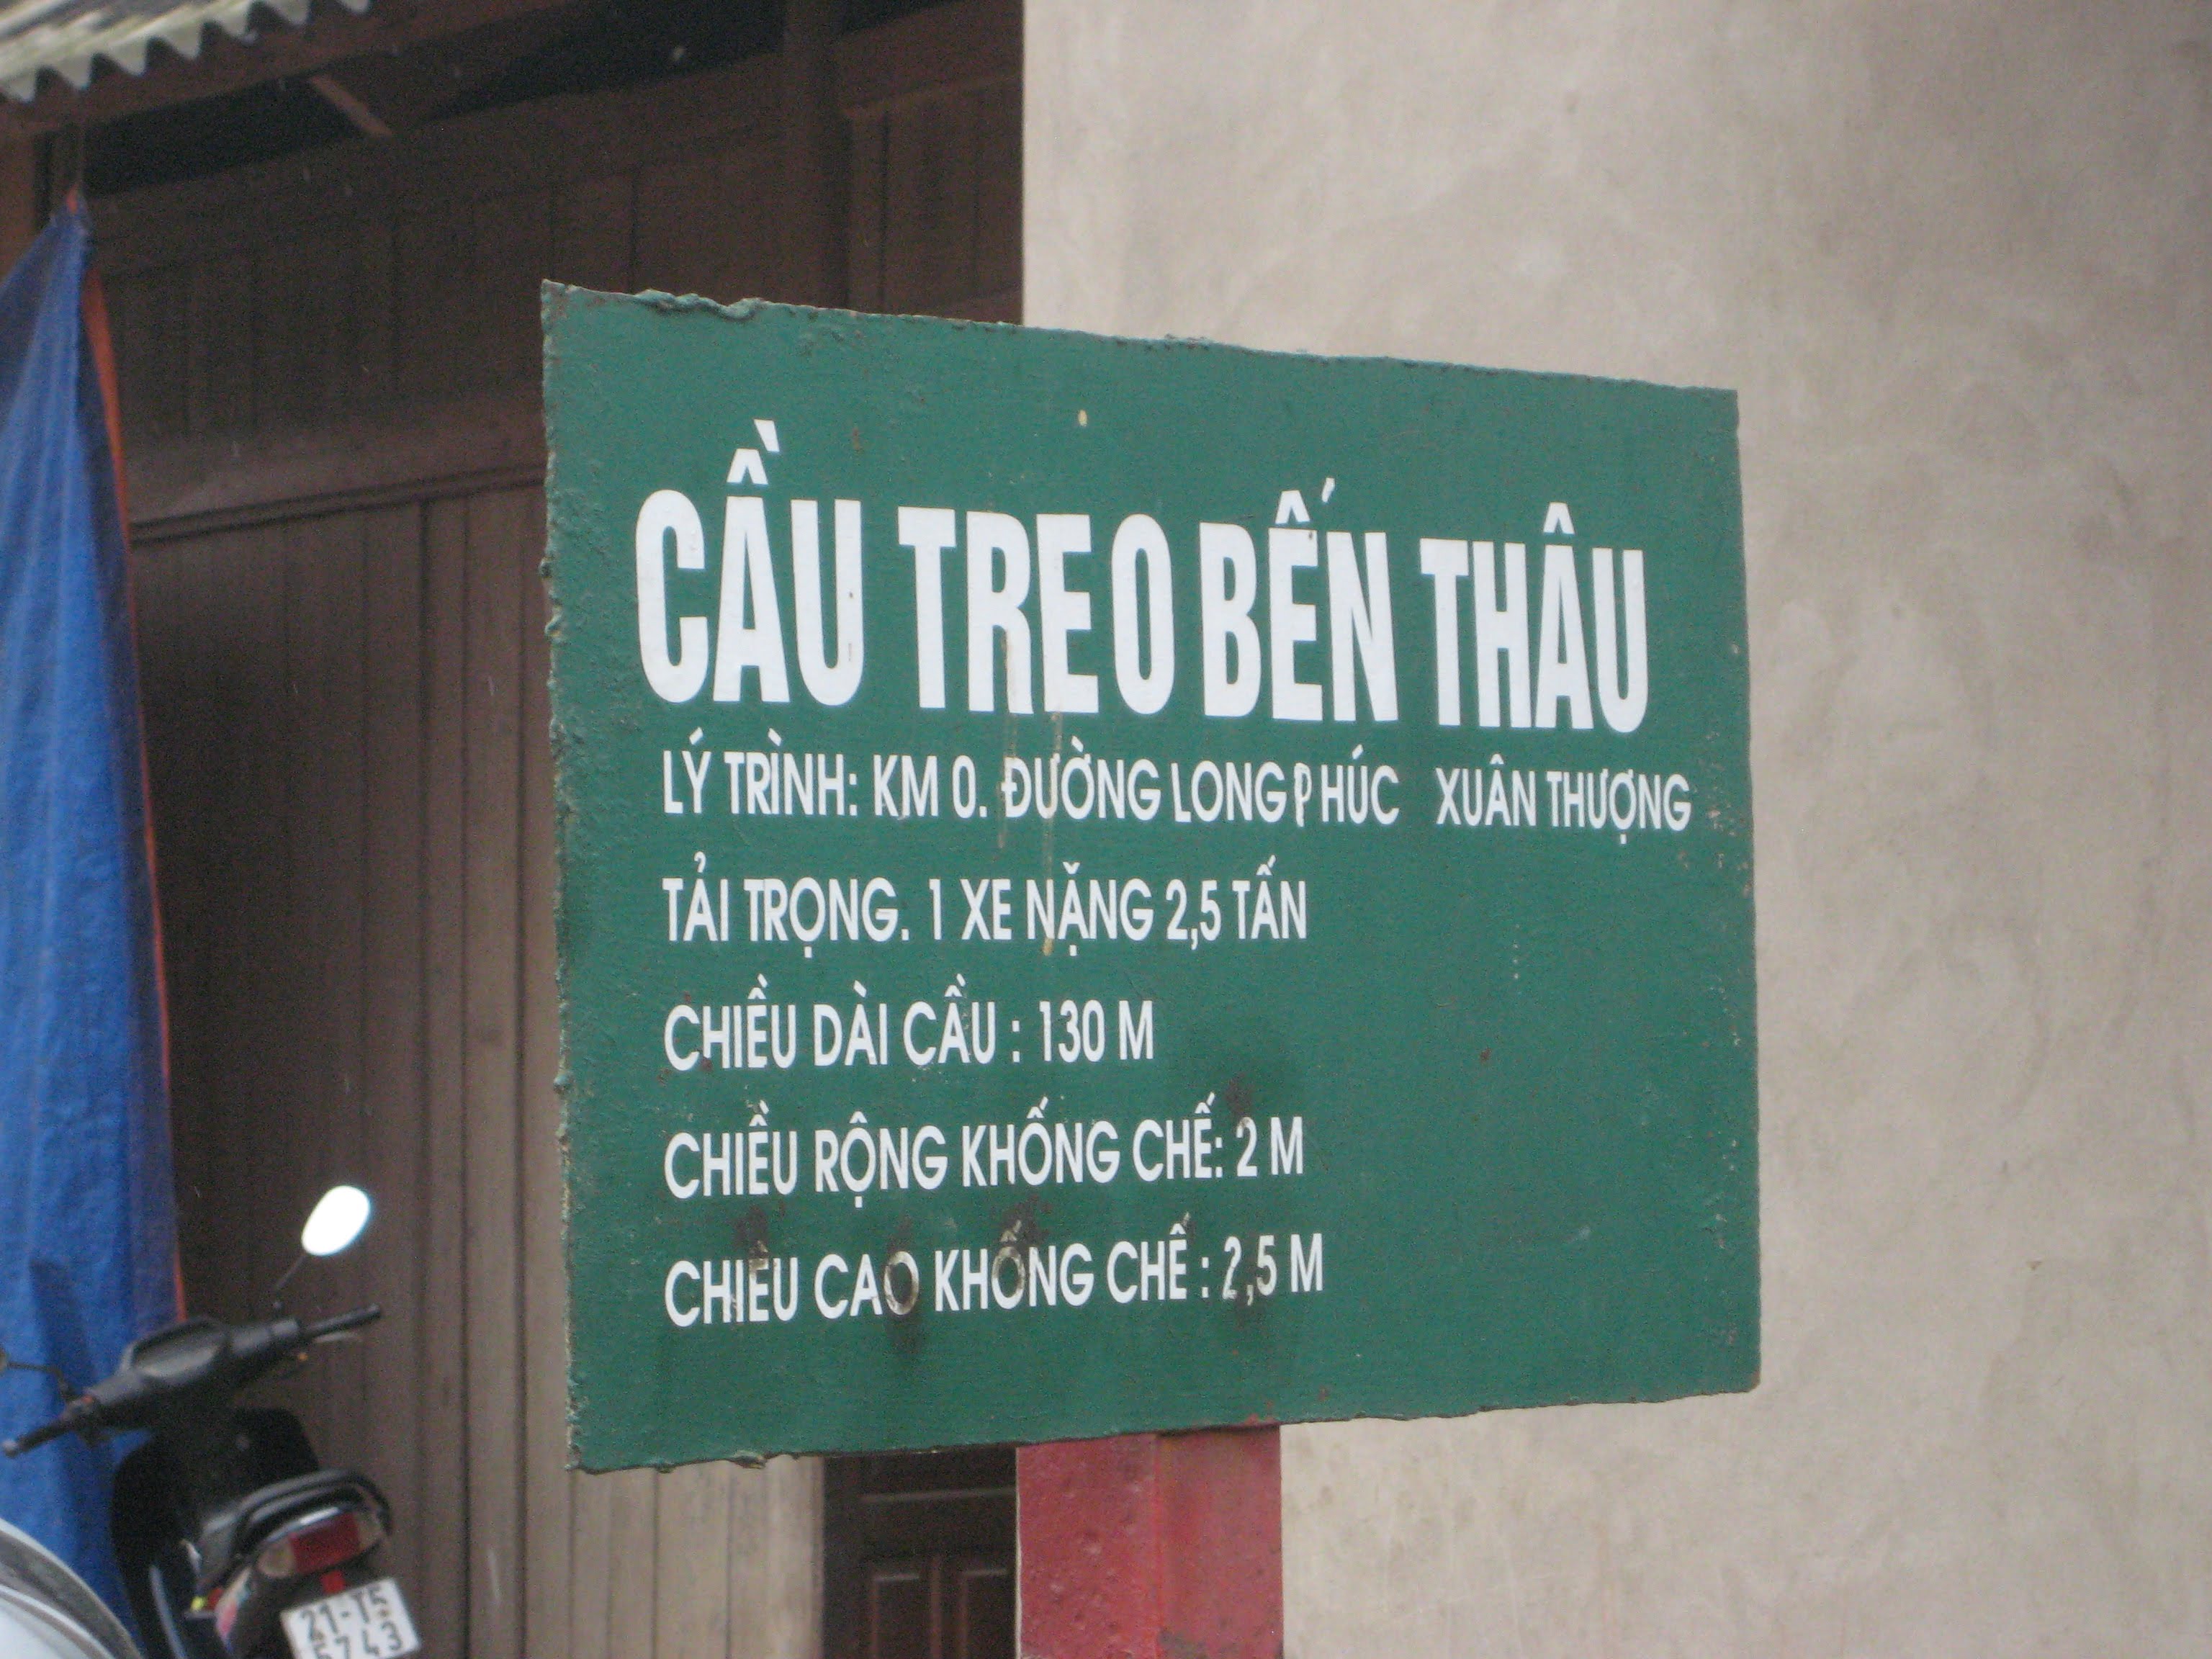 CẦU TREO BẾN THÂU
LÝ TRÌNH: KM 0. ĐƯỜNG LONG PHÚC XUÂN THƯỢNG
TẢI TRỌNG. 1 XE NẶNG 2,5 TẤN
CHIỀU DÀI CẦU : 130 M
CHIỀU RỘNG KHỐNG CHẾ: 2 M
CHIỀU CAO KHỐNG CHẾ : 2,5 M